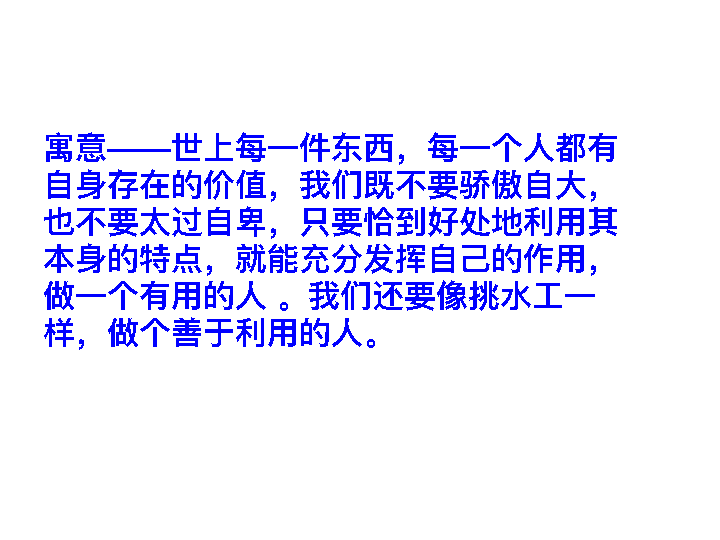 寓意——世上每一件东西，每一个人都有
自身存在的价值，我们既不要骄傲自大，
也不要太过自卑，只要恰到好处地利用其
本身的特点，就能充分发挥自己的作用，
做一个有用的人 。我们还要像挑水工一
样，做个善于利用的人。